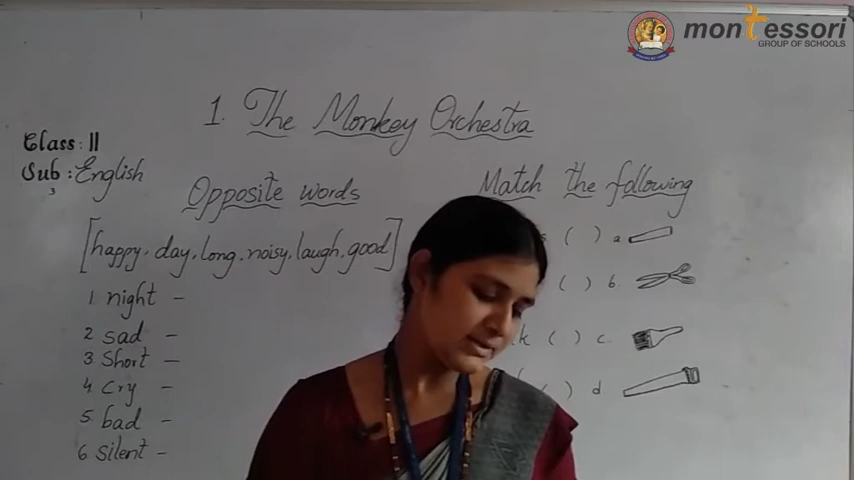 montessori
GROUP OF SCHOOLS
1. The Monkey Orchestra
Class: II
Sub: English
3
Opposite words
[happy, day, long, noisy, laugh, good]
1 night -
2 sad -
3 Short -
4 Cry -
5 bad -
6 silent -
Match the following
( ) a
( ) b.
( ) c.
) d